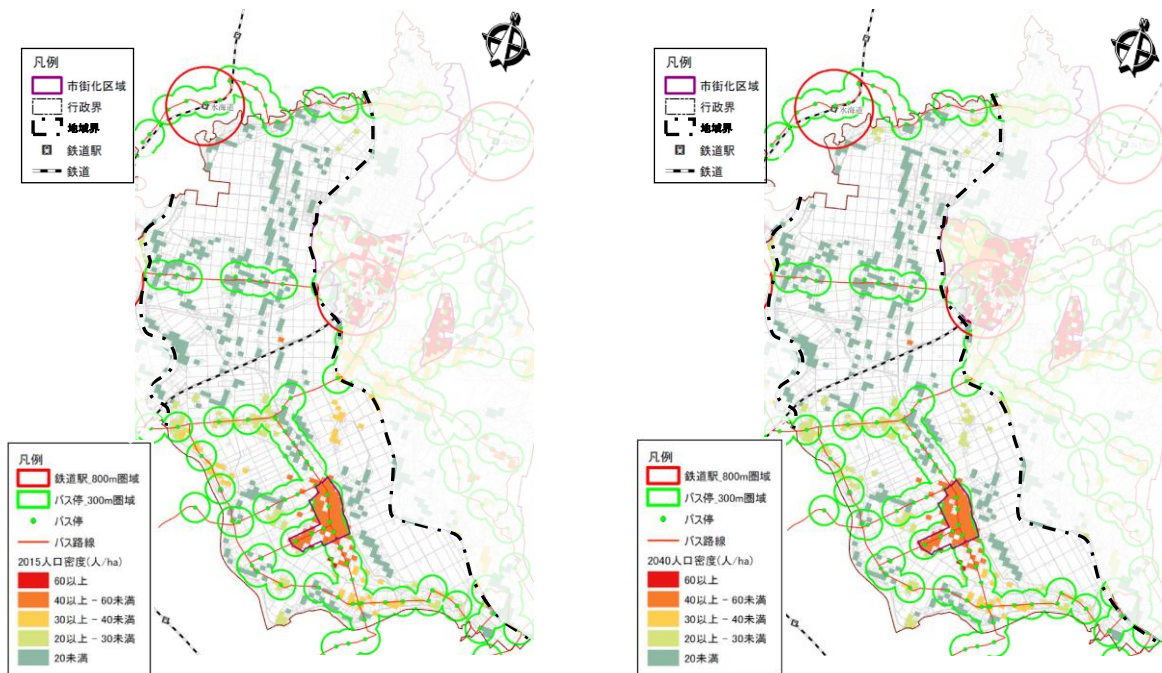 凡例
市街化区域
行政界
地域界
鉄道駅
鉄道
水海道
凡例
鉄道駅_800m圏域
バス停_300m圏域
バス停
バス路線
2015人口密度(人/ha)
60以上
40以上 - 60未満
30以上 - 40未満
20以上 - 30未満
20未満
凡例
市街化区域
行政界
地域界
鉄道駅
鉄道
水海道
凡例
鉄道駅_800m圏域
バス停_300m圏域
バス停
バス路線
2040人口密度(人/ha)
60以上
40以上 - 60未満
30以上 - 40未満
20以上 - 30未満
20未満